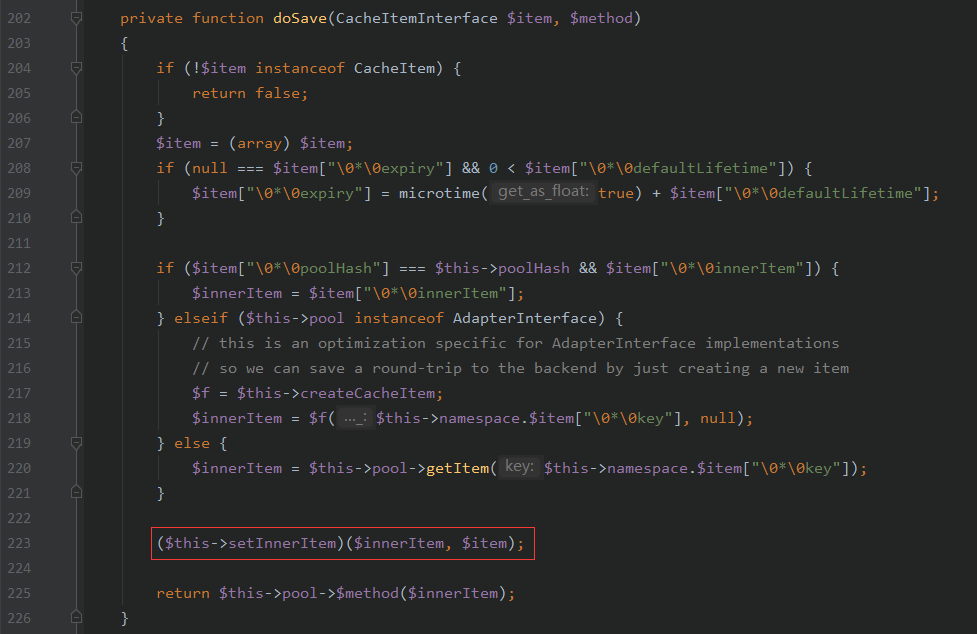 202 private function doSave(CacheItemInterface $item, $method)
203 {
204 if (!$item instanceof CacheItem) {
205 return false;
206 }
207 $item = (array) $item;
208 if (null === $item["\0*\0expiry"] && 0 < $item["\0*\0defaultLifetime"]) {
209 $item["\0*\0expiry"] = microtime( get_as_float: true) + $item["\0*\0defaultLifetime"];
210 }
211
212 if ($item["\0*\0poolHash"] === $this->poolHash && $item["\0*\0innerItem"]) {
213 $innerItem = $item["\0*\0innerItem"];
214 } elseif ($this->pool instanceof AdapterInterface) {
215 // this is an optimization specific for AdapterInterface implementations
216 // so we can save a round-trip to the backend by just creating a new item
217 $f = $this->createCacheItem;
218 $innerItem = $f( ..._: $this->namespace.$item["\0*\0key"], null);
219 } else {
220 $innerItem = $this->pool->getItem( key: $this->namespace.$item["\0*\0key"]);
221 }
222
223 ($this->setInnerItem)($innerItem, $item);
224
225 return $this->pool->$method($innerItem);
226 }